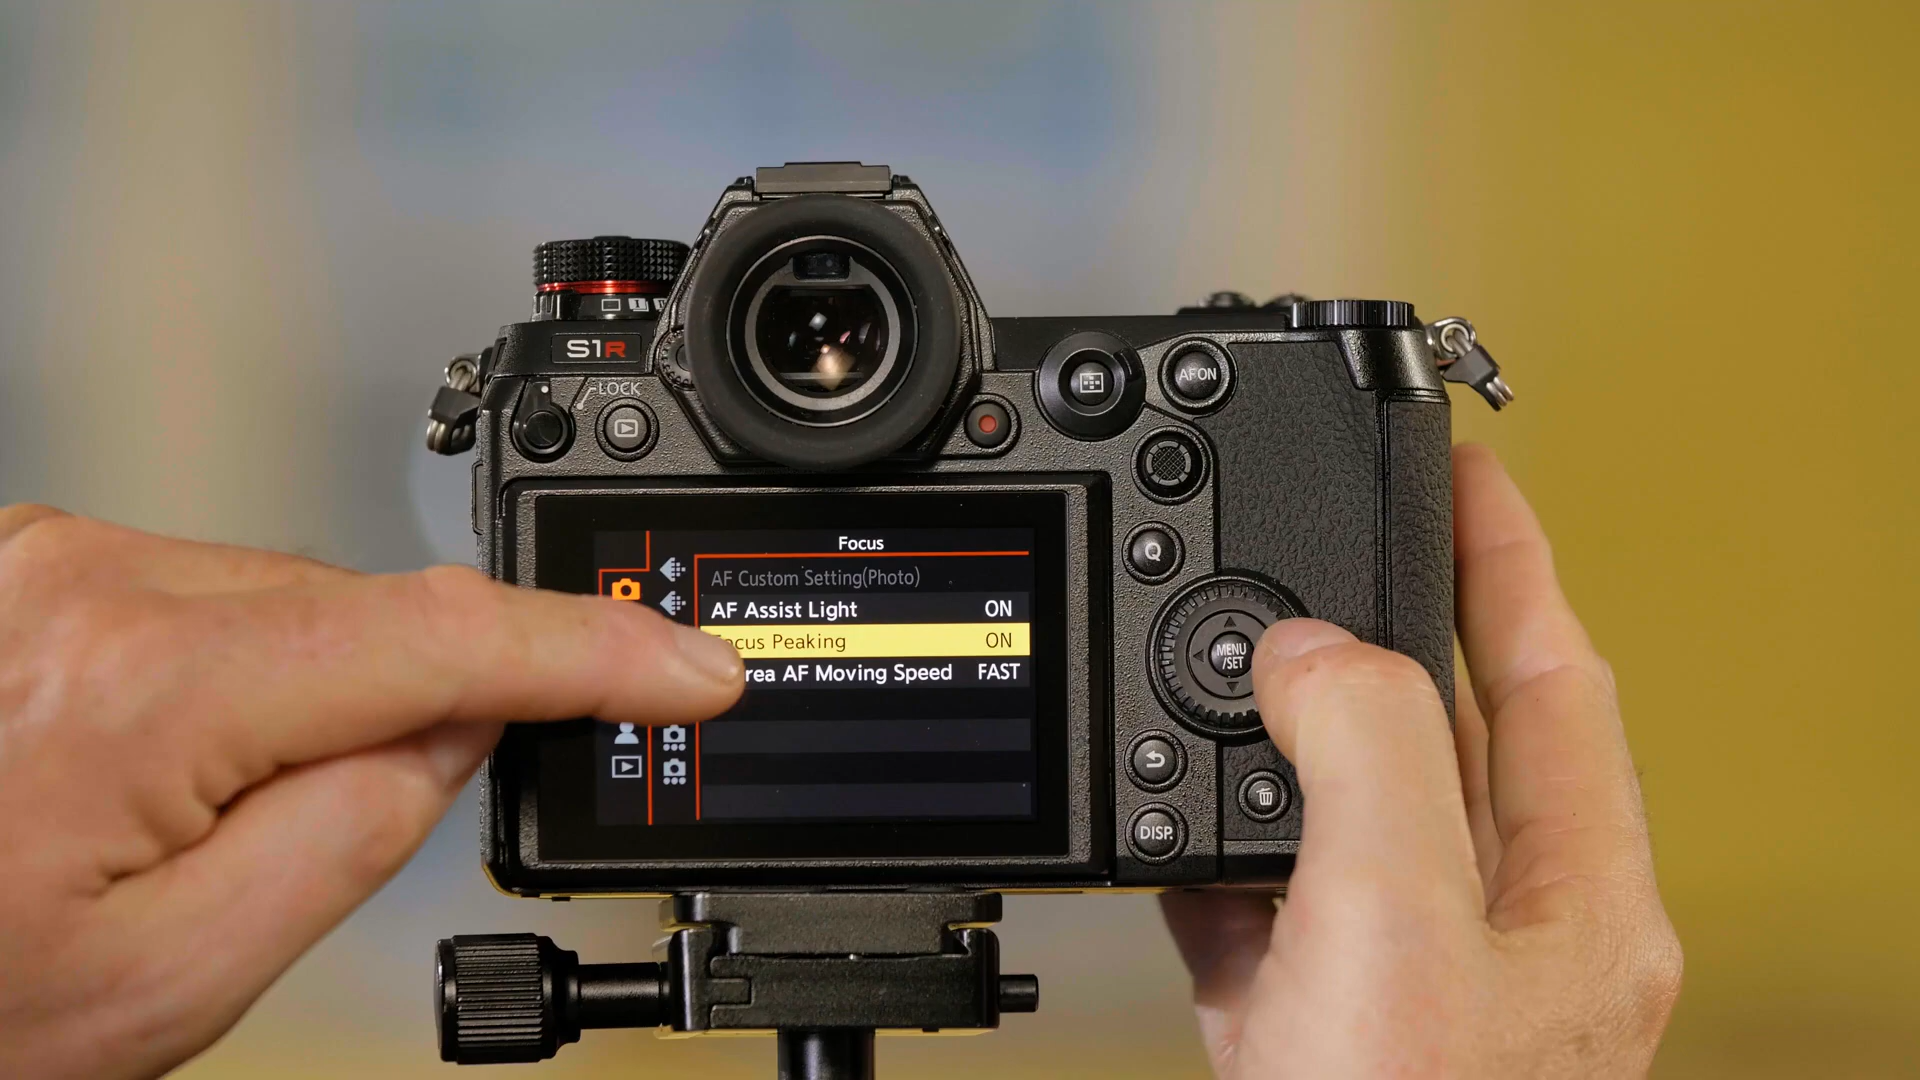 S1R
LOCK
AF ON
Q
MENU
/SET
DISP.
Focus
AF Custom Setting(Photo)
AF Assist Light ON
ocus Peaking ON
rea AF Moving Speed FAST